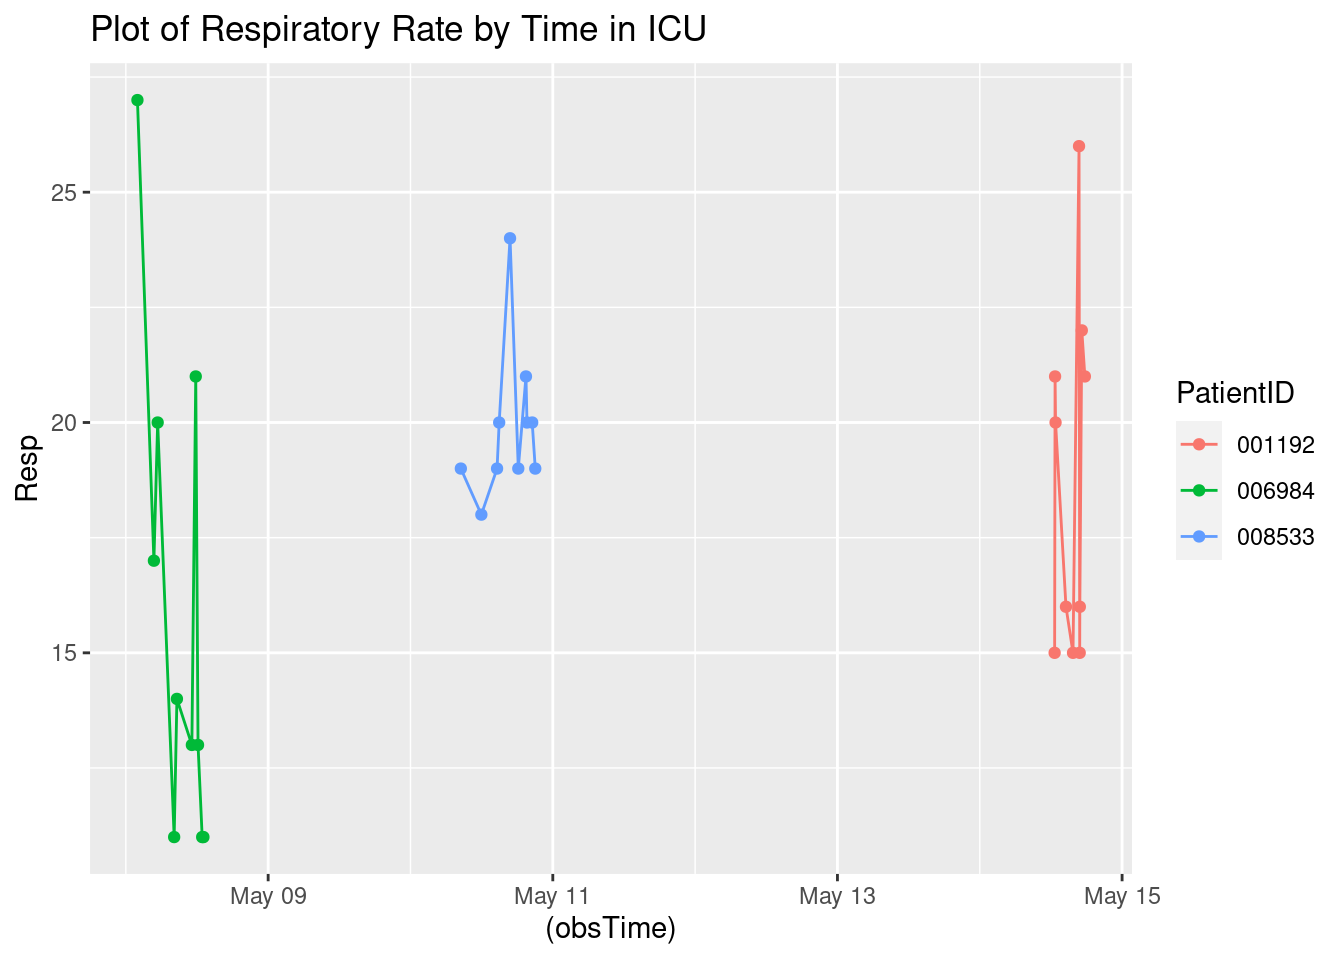 Plot of Respiratory Rate by Time in ICU
25
20
15
Resp
May 09
May 11
May 13
May 15
(obsTime)
PatientID
001192
006984
008533